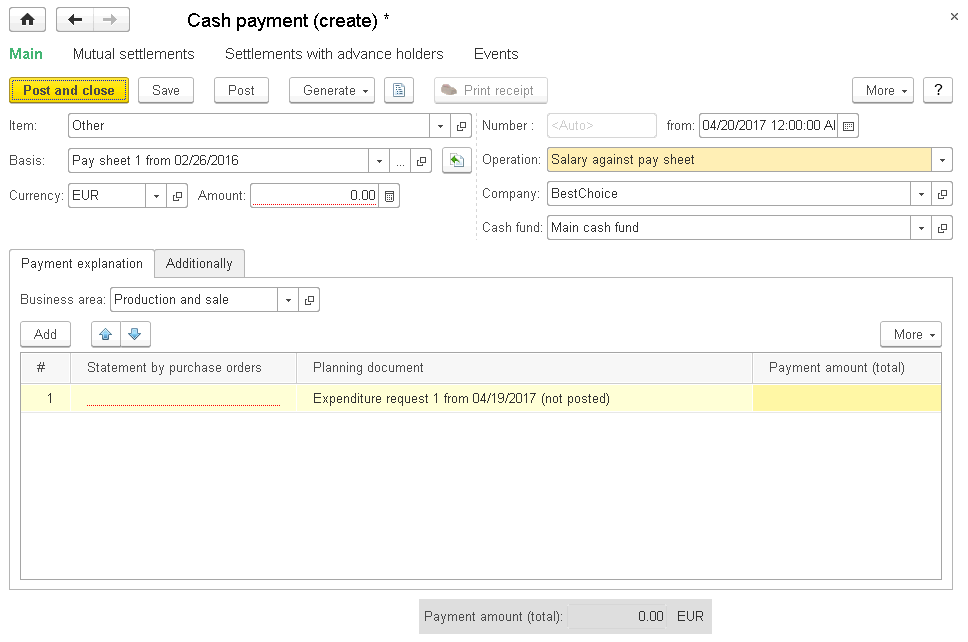 Cash payment (create) *
Main Mutual settlements Settlements with advance holders Events
Post and close Save Post Generate Print receipt More ?
Item: Other Number : <Auto> from: 04/20/2017 12:00:00 AI
Basis: Pay sheet 1 from 02/26/2016 ... Operation: Salary against pay sheet
Currency: EUR Amount: 0.00 Company: BestChoice
Cash fund: Main cash fund
Payment explanation Additionally
Business area: Production and sale
Add More
# Statement by purchase orders Planning document Payment amount (total)
1 Expenditure request 1 from 04/19/2017 (not posted)
Payment amount (total): 0.00 EUR